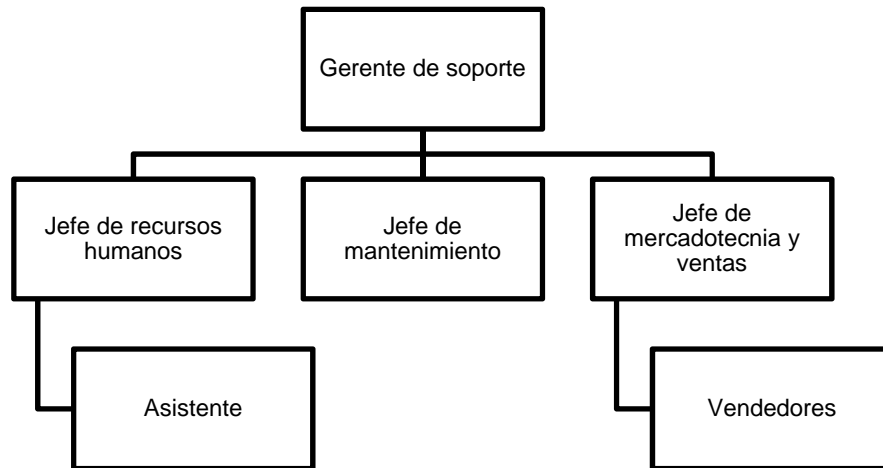 Gerente de soporte
Jefe de recursos
humanos
Jefe de
mantenimiento
Jefe de
mercadotecnia y
ventas
Asistente
Vendedores